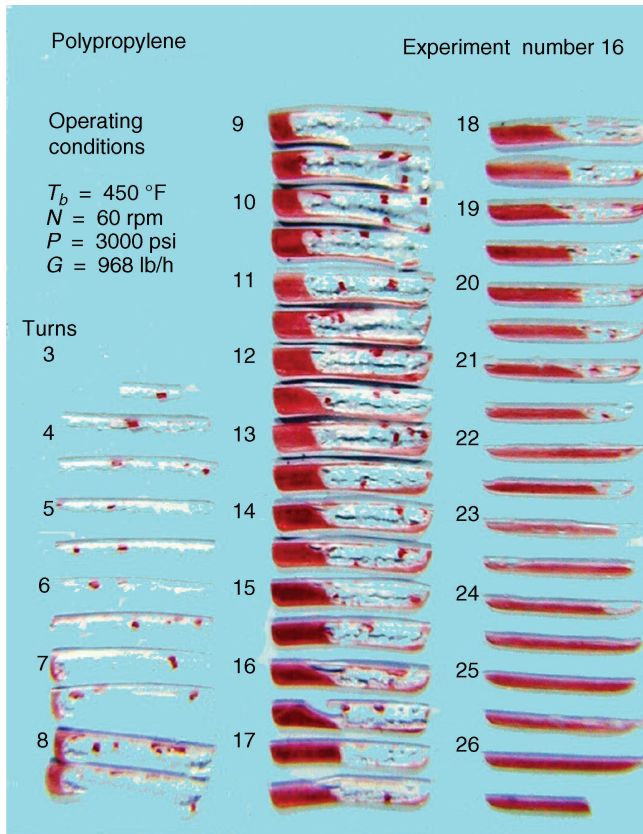 Polypropylene
Experiment number 16
Operating
conditions
T_b = 450 °F
N = 60 rpm
P = 3000 psi
G = 968 lb/h
Turns
3
4
5
6
7
8
9
10
11
12
13
14
15
16
17
18
19
20
21
22
23
24
25
26